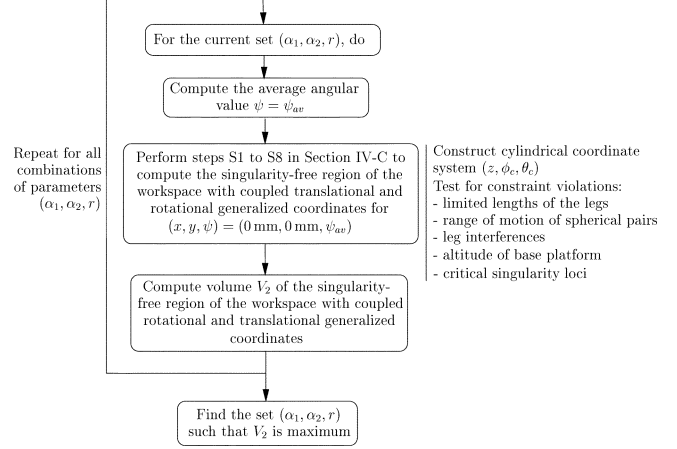 For the current set (α₁, α₂, r), do
Compute the average angular
value ψ = ψₐᵥ
Repeat for all
combinations
of parameters
(α₁, α₂, r)
Perform steps S1 to S8 in Section IV-C to
compute the singularity-free region of the
workspace with coupled translational and
rotational generalized coordinates for
(x, y, ψ) = (0 mm, 0 mm, ψₐᵥ)
Construct cylindrical coordinate
system (z, ϕ_c, θ_c)
Test for constraint violations:
- limited lengths of the legs
- range of motion of spherical pairs
- leg interferences
- altitude of base platform
- critical singularity loci
Compute volume V₂ of the singularity-
free region of the workspace with coupled
rotational and translational generalized
coordinates
Find the set (α₁, α₂, r)
such that V₂ is maximum